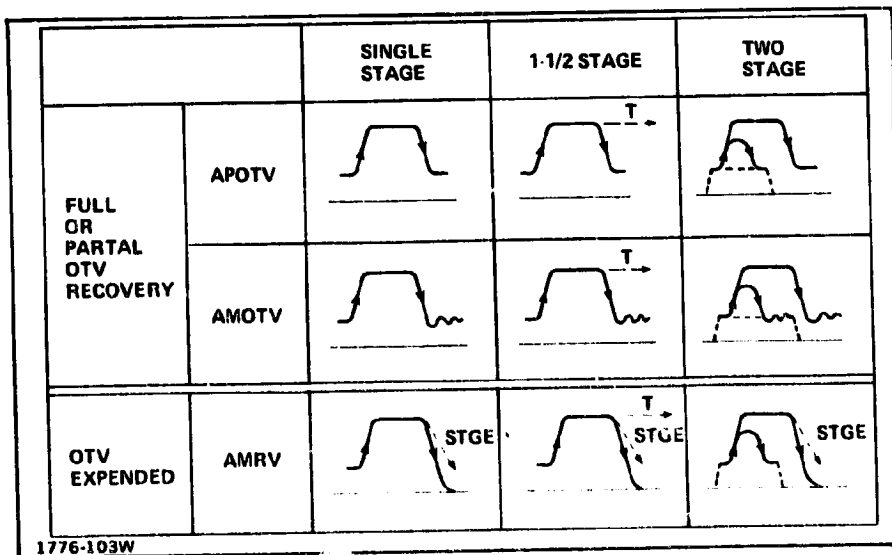 SINGLE
STAGE
1-1/2 STAGE
TWO
STAGE
FULL
OR
PARTAL
OTV
RECOVERY
APOTV
T
AMOTV
T
OTV
EXPENDED
AMRV
STGE
T
STGE
STGE
1776-103W